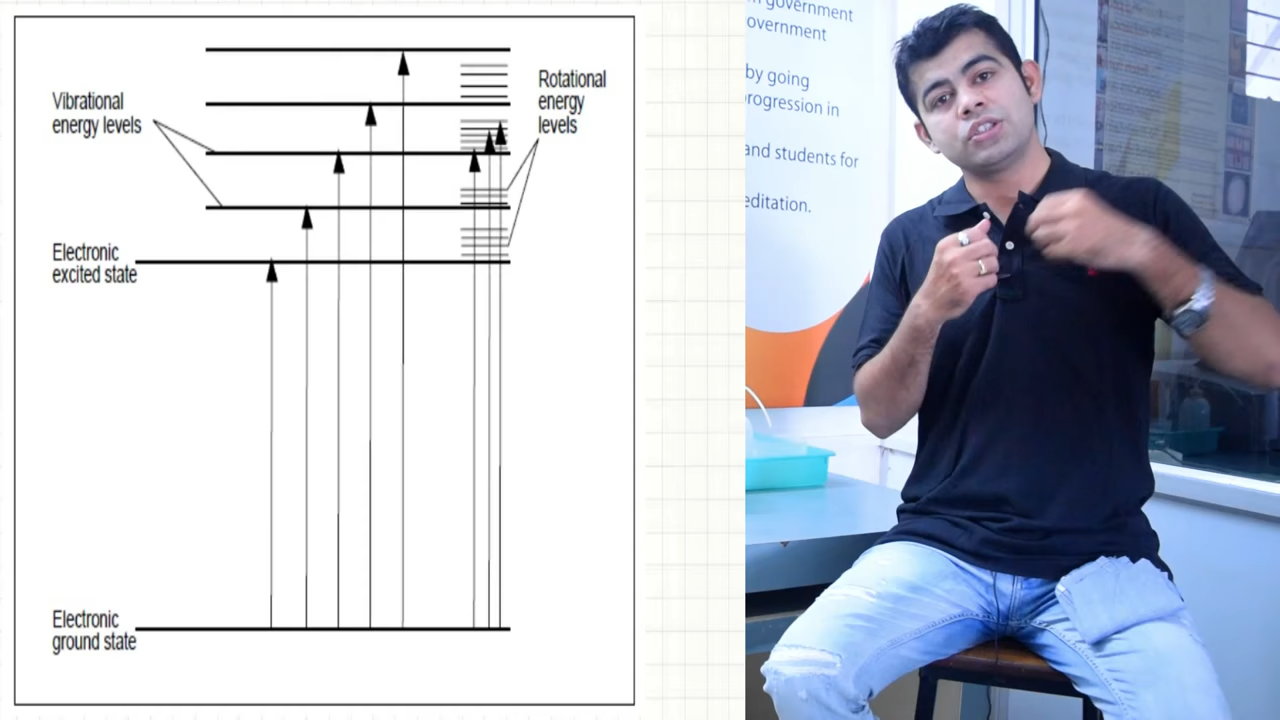 Vibrational
energy levels
Rotational
energy
levels
Electronic
excited state
Electronic
ground state
government
overnment
by going
rogression in
and students for
editation.